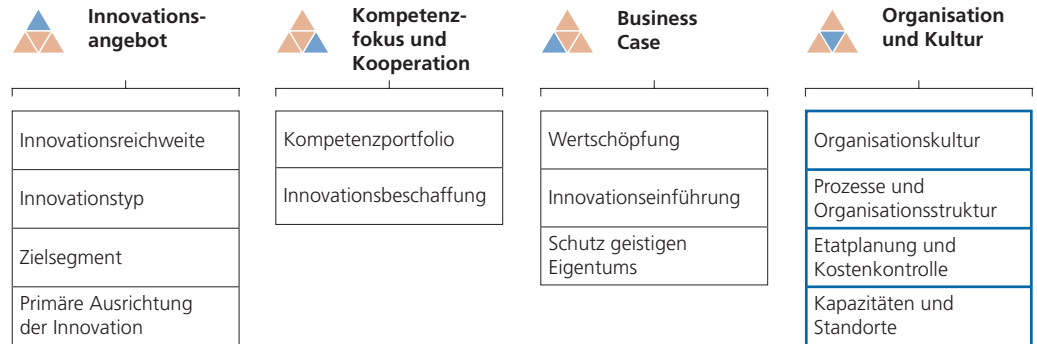 Innovations-
angebot
Kompetenz-
fokus und
Kooperation
Business
Case
Organisation
und Kultur
Innovationsreichweite
Innovationstyp
Zielsegment
Primäre Ausrichtung
der Innovation
Kompetenzportfolio
Innovationsbeschaffung
Wertschöpfung
Innovationseinführung
Schutz geistigen
Eigentums
Organisationskultur
Prozesse und
Organisationsstruktur
Etatplanung und
Kostenkontrolle
Kapazitäten und
Standorte